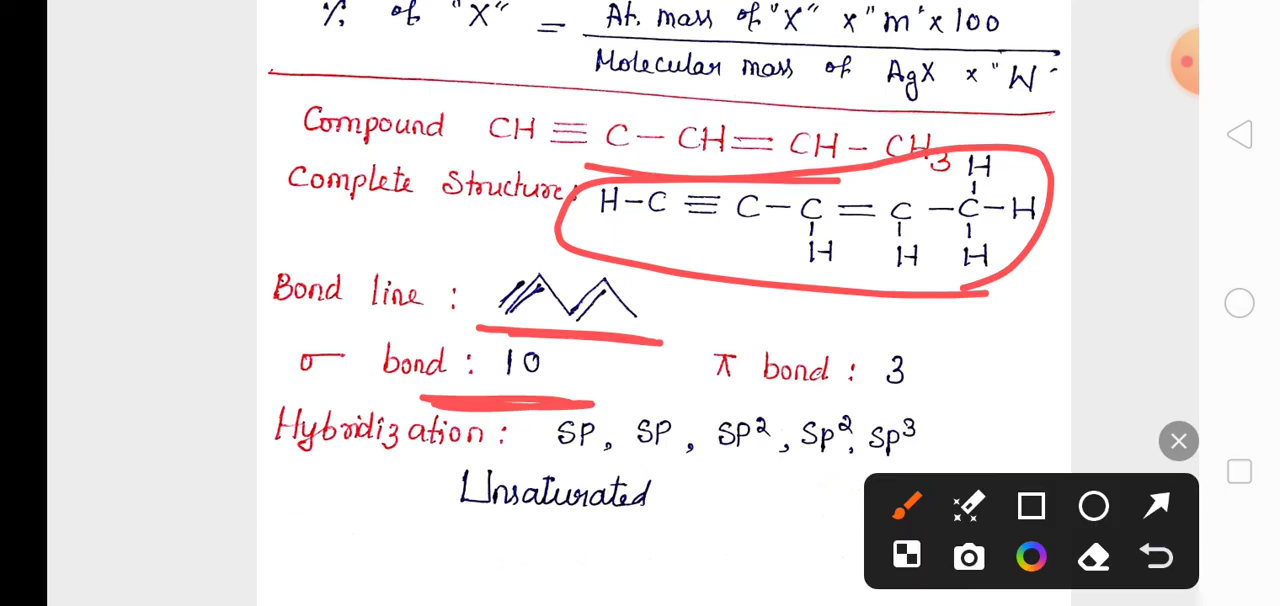 % of "X" = At. mass of "X" x "m" x 100
Molecular mass of AgX x "W"
Compound CH ≡ C − CH = CH − CH3
Complete Structure:
H
H−C ≡ C − C = C − C−H
H H H
Bond line :
σ bond : 10 π bond : 3
Hybridization : SP, SP, SP², Sp², Sp³
Unsaturated